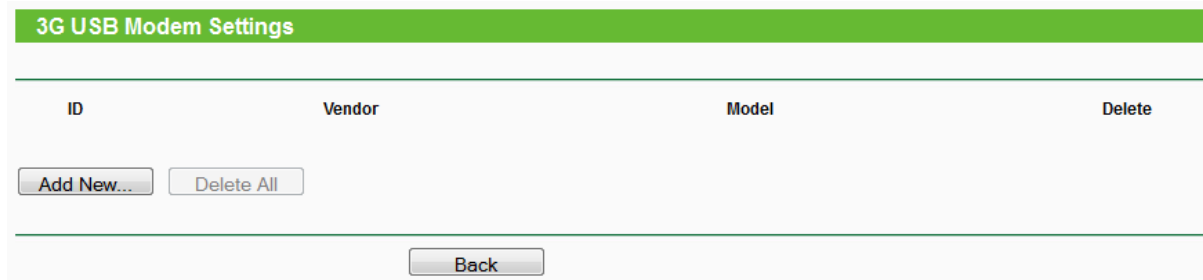 3G USB Modem Settings
ID Vendor Model Delete
Add New... Delete All
Back